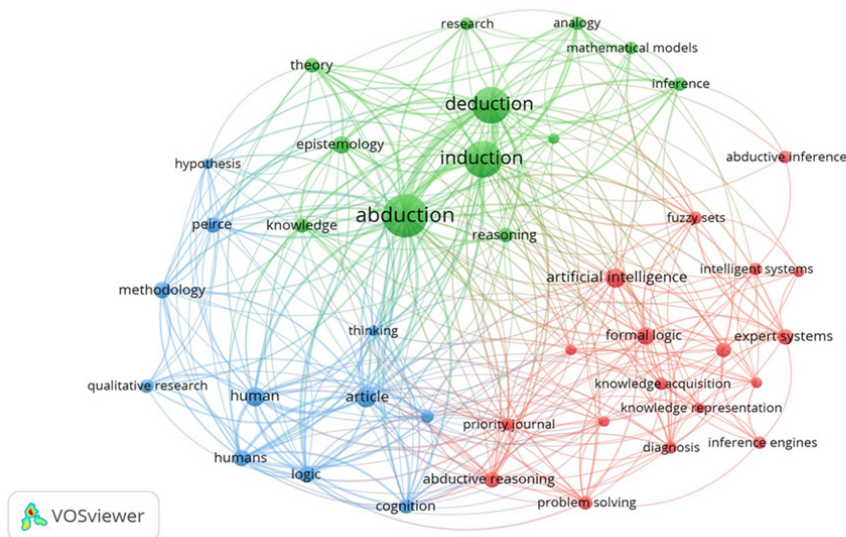 research
analogy
mathematical models
theory
inference
deduction
epistemology
induction
hypothesis
abductive inference
abduction
peirce
knowledge
reasoning
fuzzy sets
artificial intelligence
intelligent systems
methodology
thinking
formal logic
expert systems
qualitative research
human
article
knowledge acquisition
knowledge representation
priority journal
inference engines
diagnosis
humans
logic
abductive reasoning
cognition
problem solving
VOSviewer